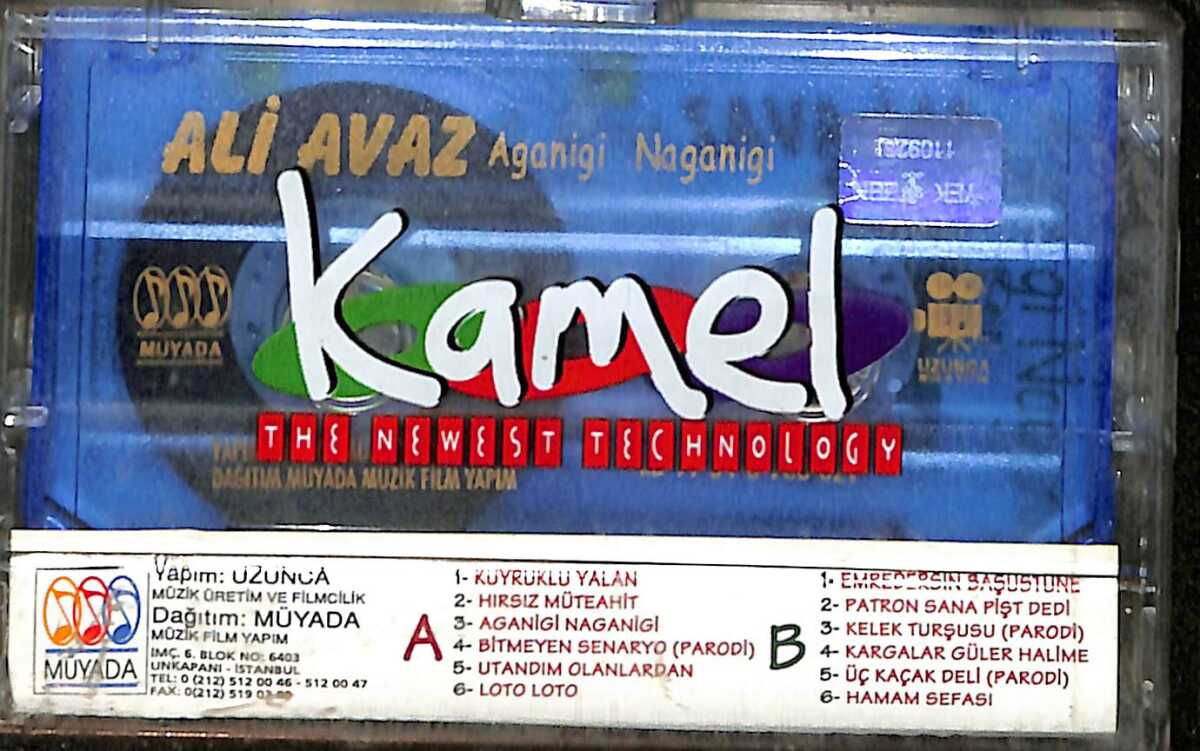 ALİ AVAZ Aganigi Naganigi
1109281
Kamel
MÜYADA
UZUNCA
THE NEWEST TECHNOLOGY
DAĞITIM MÜYADA MÜZİK FİLM YAPIM
MÜYADA
Yapım: UZUNCA
MÜZİK ÜRETİM VE FİLMCİLİK
Dağıtım: MÜYADA
MÜZİK FİLM YAPIM
İMÇ. 6. BLOK NO: 6403
UNKAPANI - İSTANBUL
TEL: 0 (212) 512 00 46 - 512 00 47
FAX: 0(212) 519
A
1- KUYRUKLU YALAN
2- HIRSIZ MÜTEAHİT
3- AGANİGİ NAGANİGİ
4- BİTMEYEN SENARYO (PARODİ)
5- UTANDIM OLANLARDAN
6- LOTO LOTO
B
1- EMREDERSİN BAŞÜSTÜNE
2- PATRON SANA PİŞT DEDİ
3- KELEK TURŞUSU (PARODİ)
4- KARGALAR GÜLER HALİME
5- ÜÇ KAÇAK DELİ (PARODİ)
6- HAMAM SEFASI